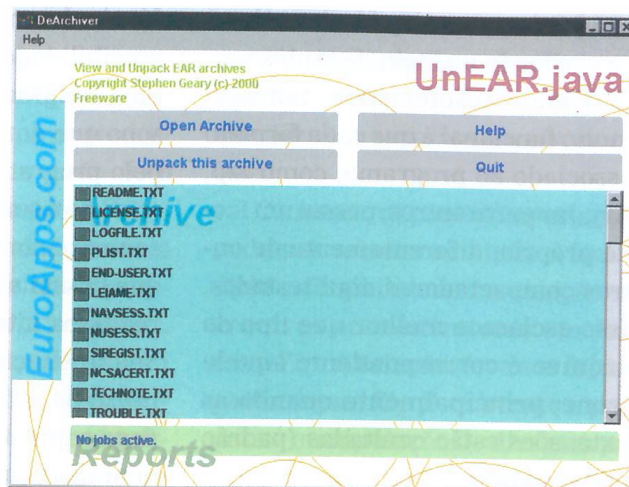 DeArchiver
Help
View and Unpack EAR archives
Copyright Stephen Geary (c) 2000
Freeware
UnEAR.java
Open Archive
Help
Unpack this archive
Quit
EuroApps.com
Archive
README.TXT
LICENSE.TXT
LOGFILE.TXT
PLIST.TXT
END-USER.TXT
LEIAME.TXT
NAVSESS.TXT
NUSESS.TXT
SIREGIST.TXT
NCSACERT.TXT
TECHNOTE.TXT
TROUBLE.TXT
No jobs active.
Reports